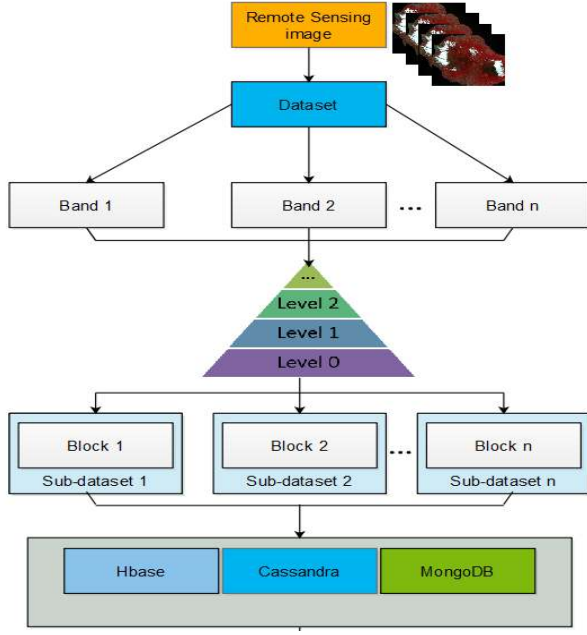 Remote Sensing
image
Dataset
Band 1
Band 2
...
Band n
...
Level 2
Level 1
Level 0
Block 1
Block 2
...
Block n
Sub-dataset 1
Sub-dataset 2
Sub-dataset n
Hbase
Cassandra
MongoDB